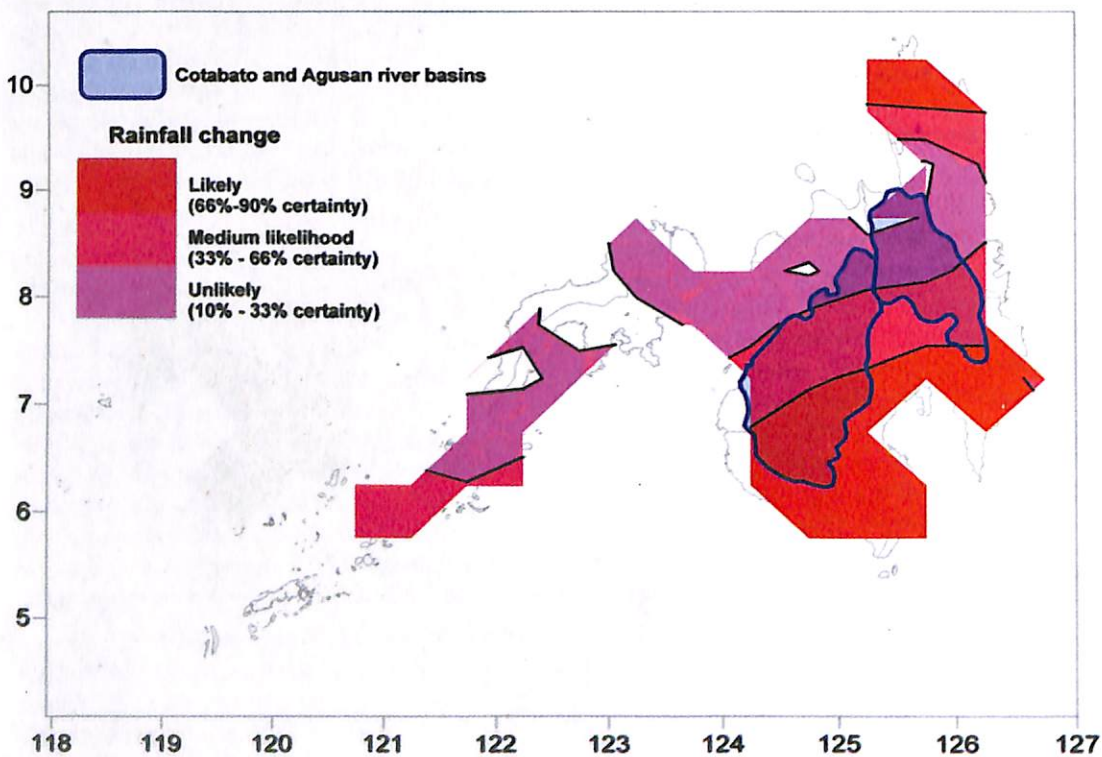 Cotabato and Agusan river basins
Rainfall change
Likely
(66%-90% certainty)
Medium likelihood
(33% - 66% certainty)
Unlikely
(10% - 33% certainty)
10
9
8
7
6
5
118 119 120 121 122 123 124 125 126 127